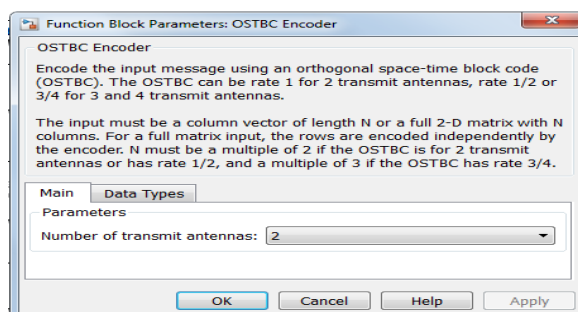 Function Block Parameters: OSTBC Encoder
OSTBC Encoder
Encode the input message using an orthogonal space-time block code
(OSTBC). The OSTBC can be rate 1 for 2 transmit antennas, rate 1/2 or
3/4 for 3 and 4 transmit antennas.
The input must be a column vector of length N or a full 2-D matrix with N
columns. For a full matrix input, the rows are encoded independently by
the encoder. N must be a multiple of 2 if the OSTBC is for 2 transmit
antennas or has rate 1/2, and a multiple of 3 if the OSTBC has rate 3/4.
Main Data Types
Parameters
Number of transmit antennas: 2
OK Cancel Help Apply